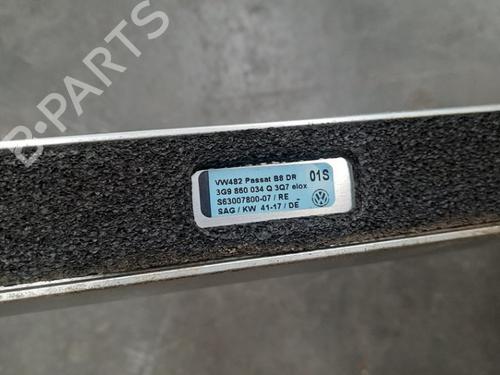 B-PARTS
VW482 Passat B8 DR 01S
3G9 860 034 Q 3Q7 elox
S63007800-07 / RE -
SAG / KW 41-17 / DE